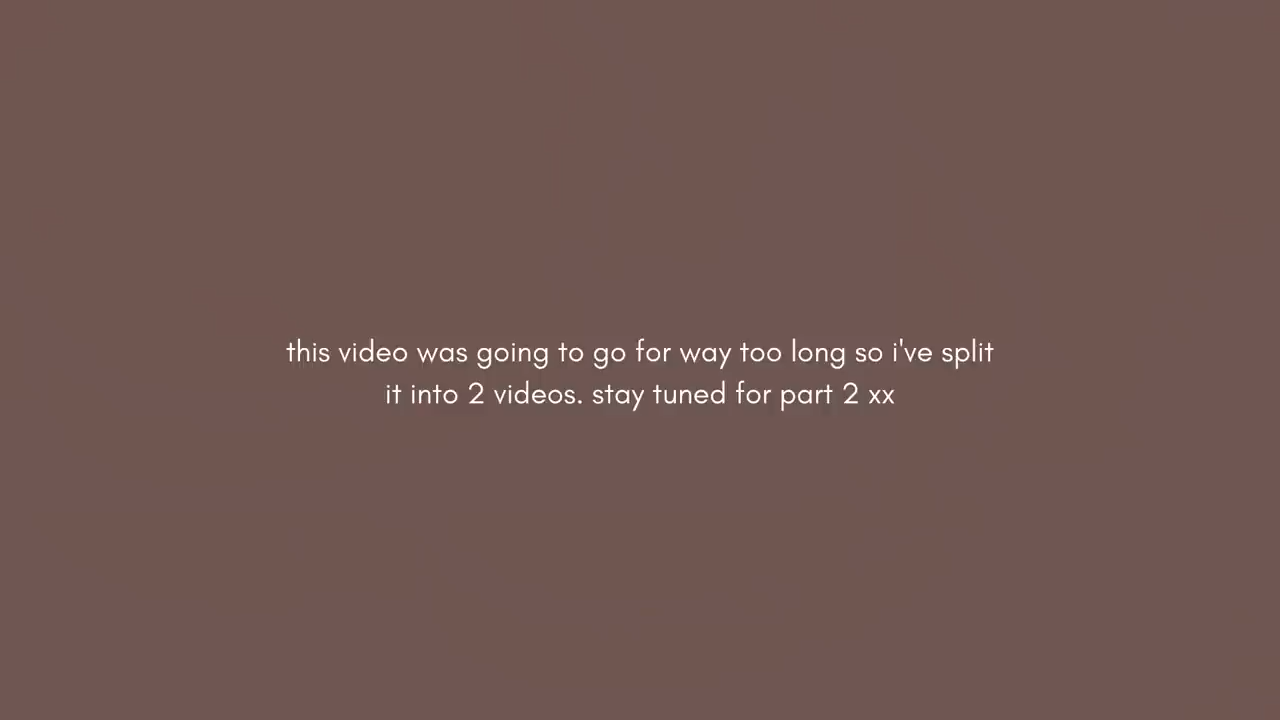 this video was going to go for way too long so i've split
it into 2 videos. stay tuned for part 2 xx